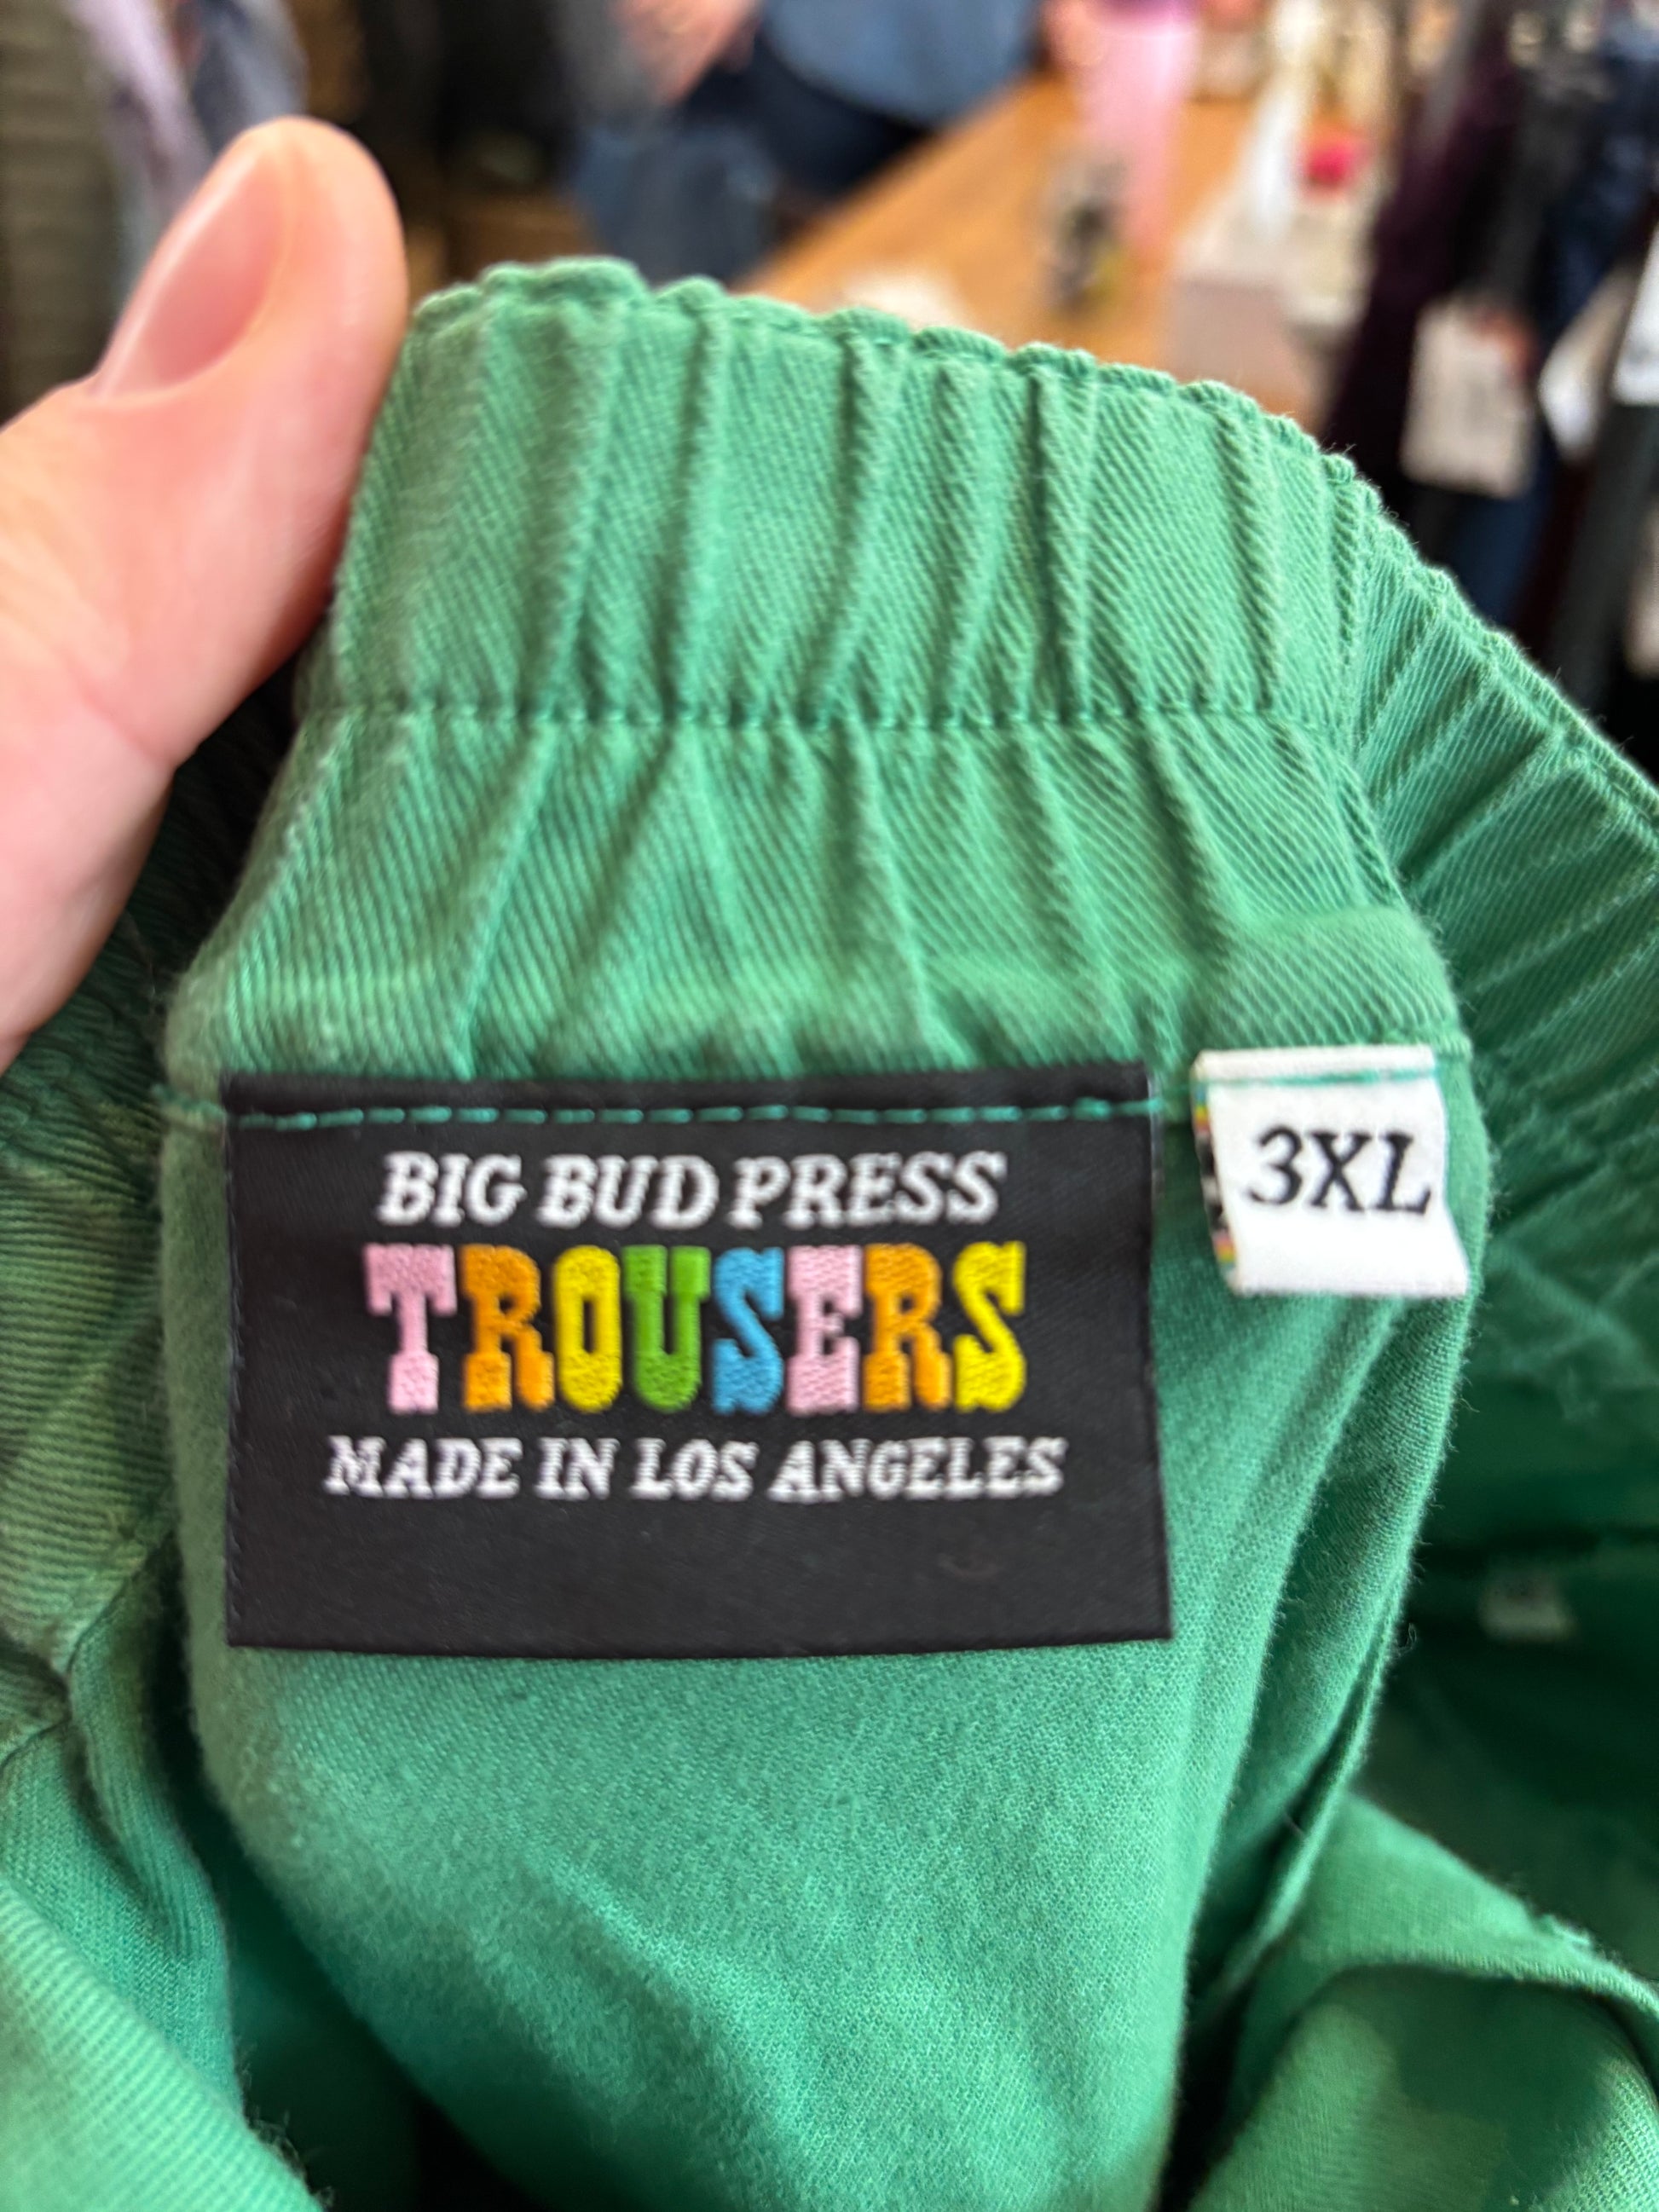 BIG BUD PRESS
TROUSERS
MADE IN LOS ANGELES
3XL